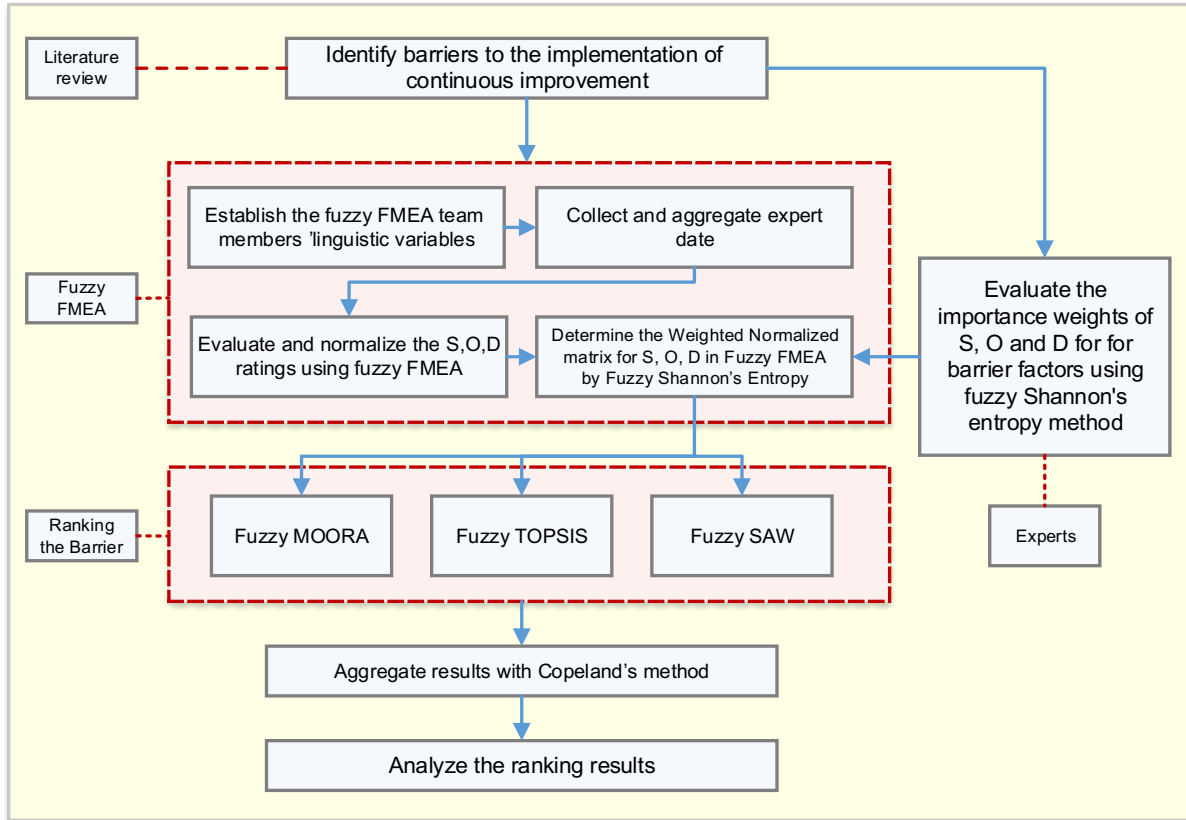 Literature
review
Identify barriers to the implementation of
continuous improvement
Establish the fuzzy FMEA team
members 'linguistic variables
Collect and aggregate expert
date
Fuzzy
FMEA
Evaluate and normalize the S,O,D
ratings using fuzzy FMEA
Determine the Weighted Normalized
matrix for S, O, D in Fuzzy FMEA
by Fuzzy Shannon's Entropy
Evaluate the
importance weights of
S, O and D for for
barrier factors using
fuzzy Shannon's
entropy method
Ranking
the Barrier
Fuzzy MOORA
Fuzzy TOPSIS
Fuzzy SAW
Experts
Aggregate results with Copeland's method
Analyze the ranking results